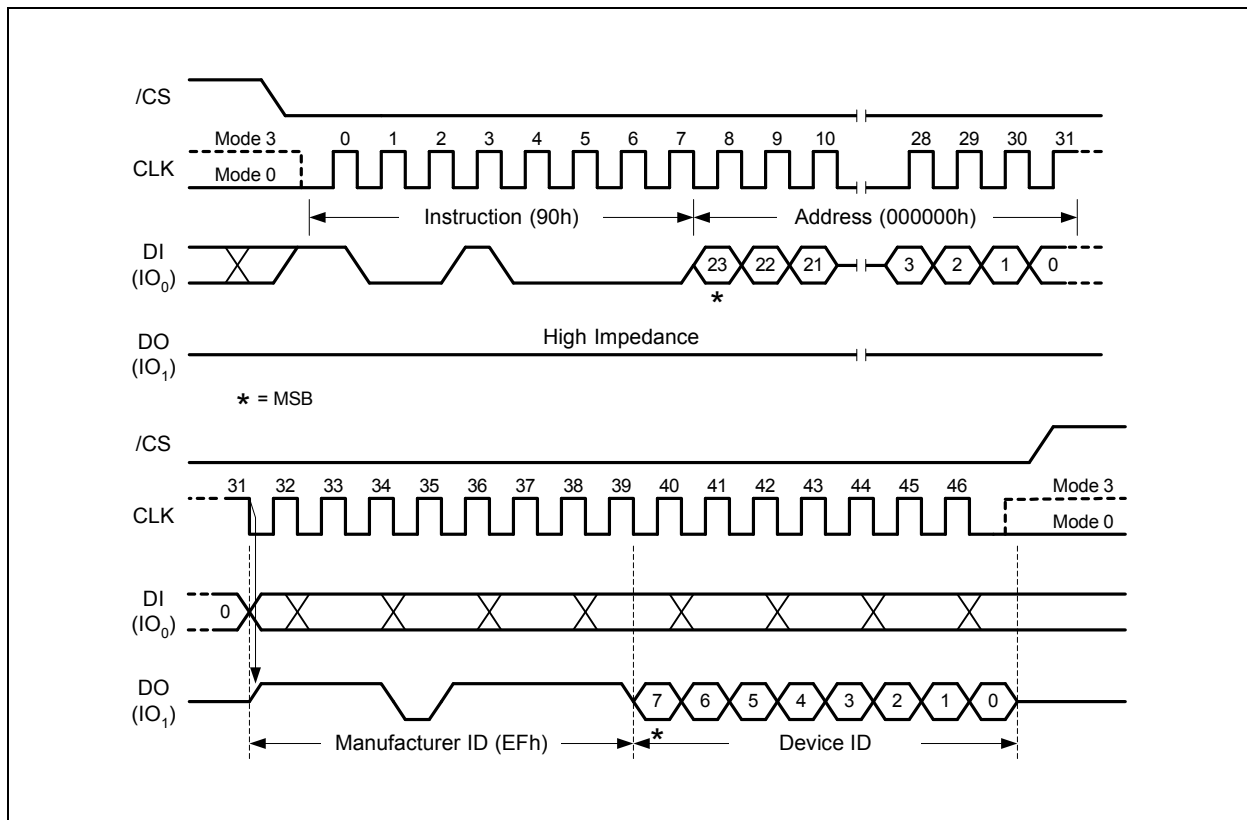 /CS
Mode 3 0 1 2 3 4 5 6 7 8 9 10 28 29 30 31
CLK
Mode 0
Instruction (90h) Address (000000h)
DI
(IO0)
23 22 21 3 2 1 0
*
High Impedance
DO
(IO1)
* = MSB
/CS
31 32 33 34 35 36 37 38 39 40 41 42 43 44 45 46 Mode 3
CLK
Mode 0
DI
(IO0)
0
DO
(IO1)
7 6 5 4 3 2 1 0
Manufacturer ID (EFh) * Device ID